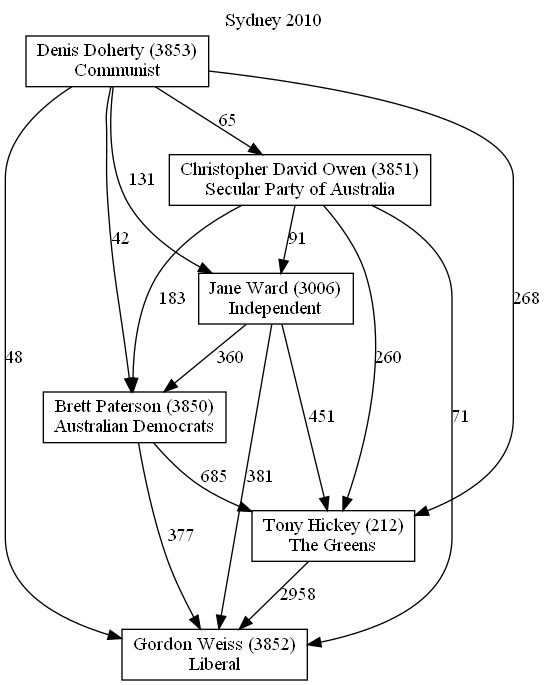 Sydney 2010
Denis Doherty (3853)
Communist
65
Christopher David Owen (3851)
Secular Party of Australia
131
42
91
Jane Ward (3006)
Independent
183
268
48
360
260
Brett Paterson (3850)
Australian Democrats
451
71
685
381
Tony Hickey (212)
The Greens
377
2958
Gordon Weiss (3852)
Liberal